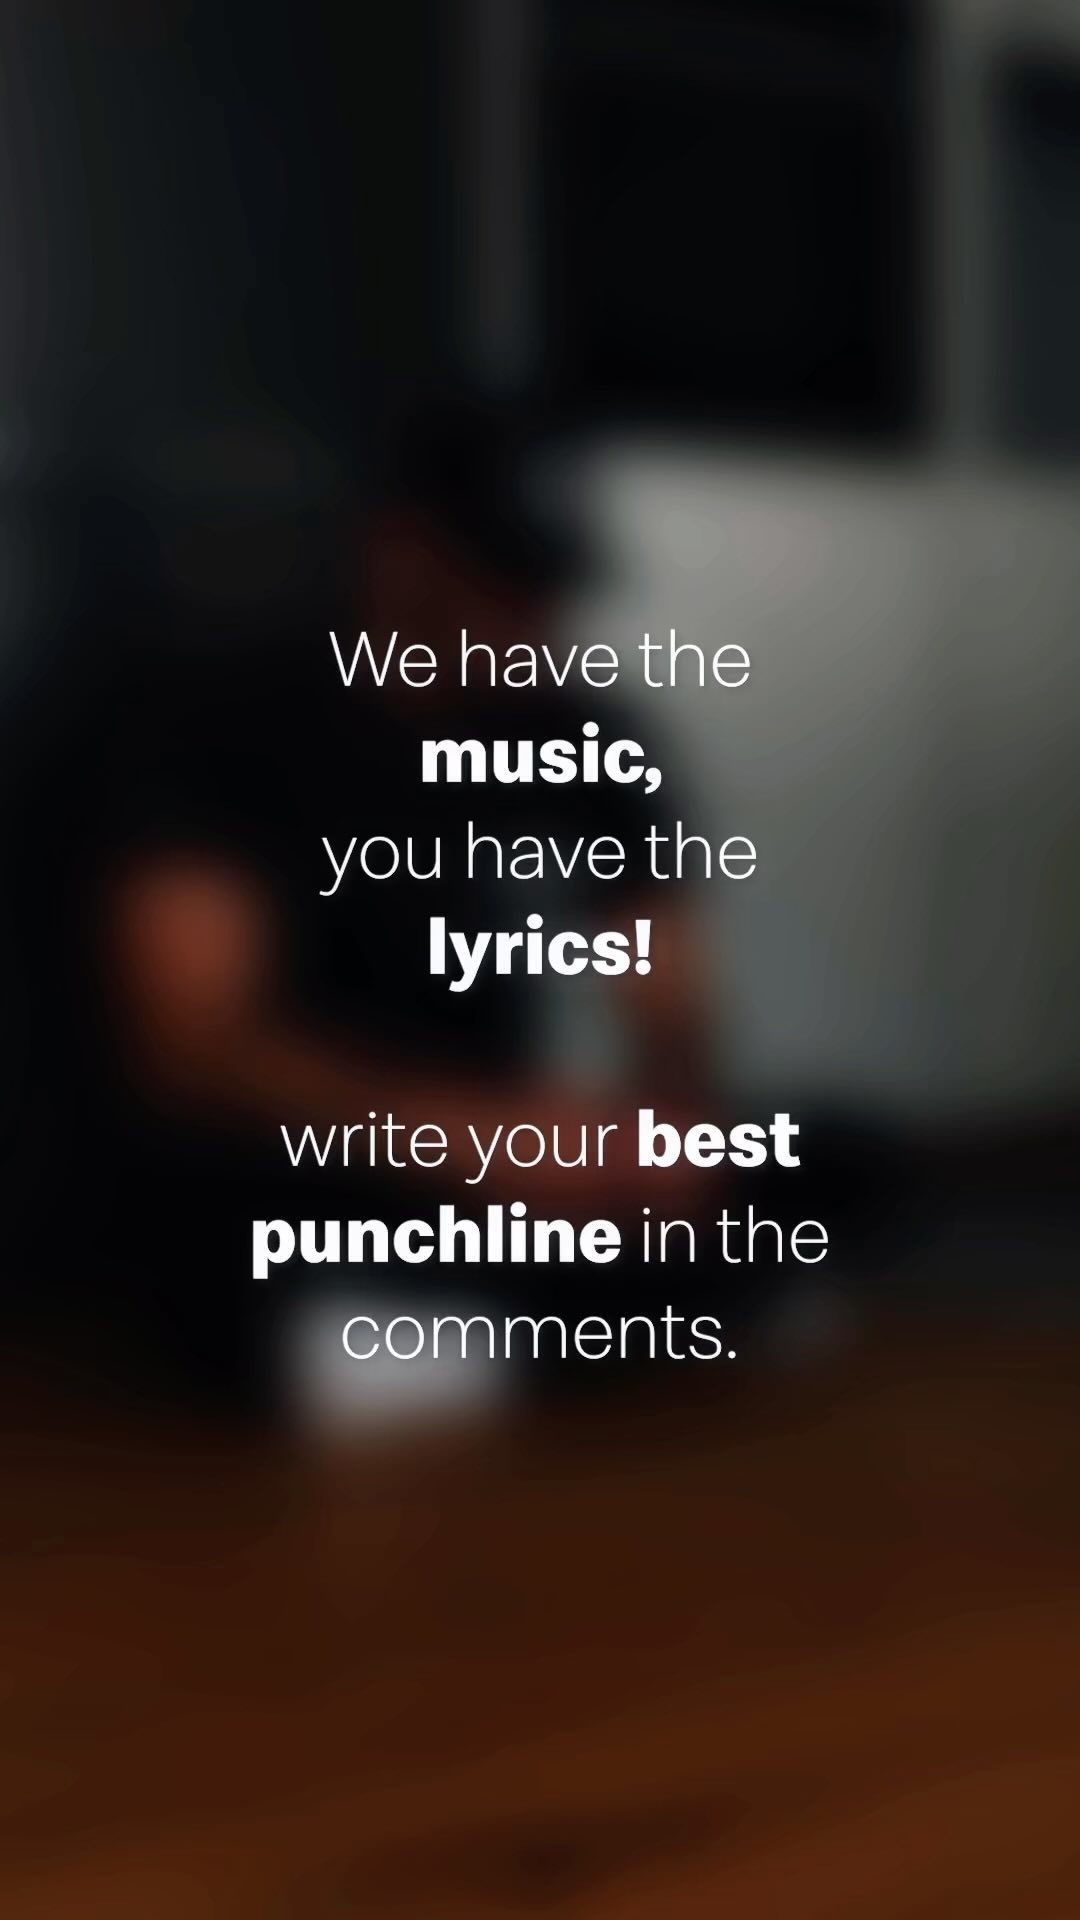 We have the
music,
you have the
lyrics!
write your best
punchline in the
comments.